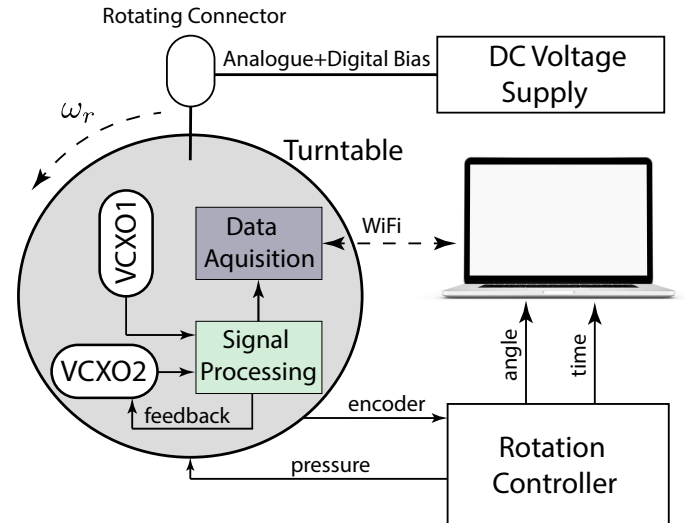 Rotating Connector
Analogue+Digital Bias
DC Voltage
Supply
ω_r
Turntable
VCXO1
Data
Aquisition
WiFi
Signal
Processing
VCXO2
feedback
encoder
angle
time
pressure
Rotation
Controller